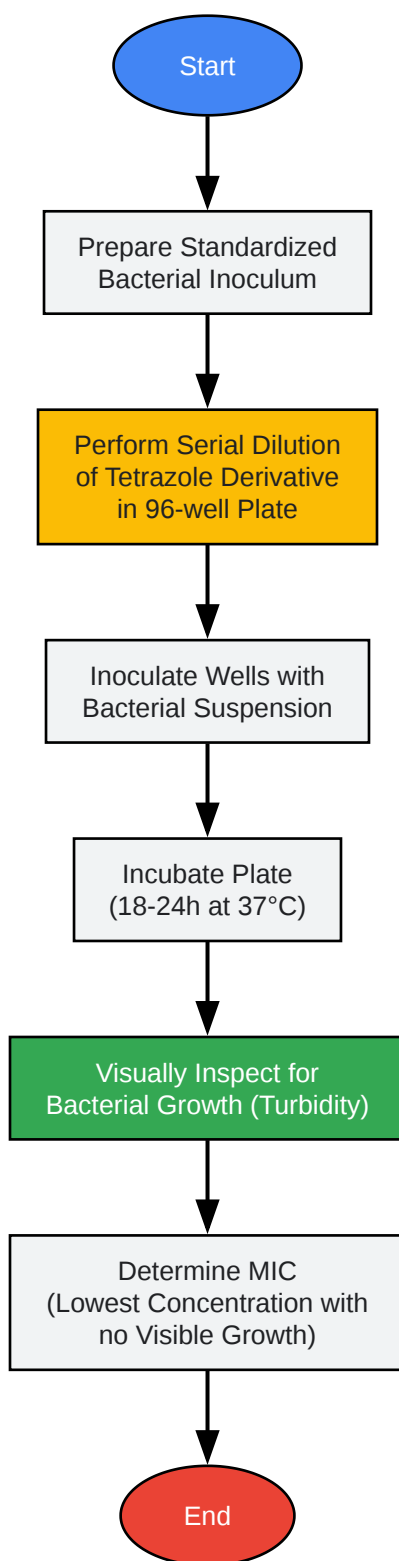 Start
Prepare Standardized
Bacterial Inoculum
Perform Serial Dilution
of Tetrazole Derivative
in 96-well Plate
Inoculate Wells with
Bacterial Suspension
Incubate Plate
(18-24h at 37°C)
Visually Inspect for
Bacterial Growth (Turbidity)
Determine MIC
(Lowest Concentration with
no Visible Growth)
End